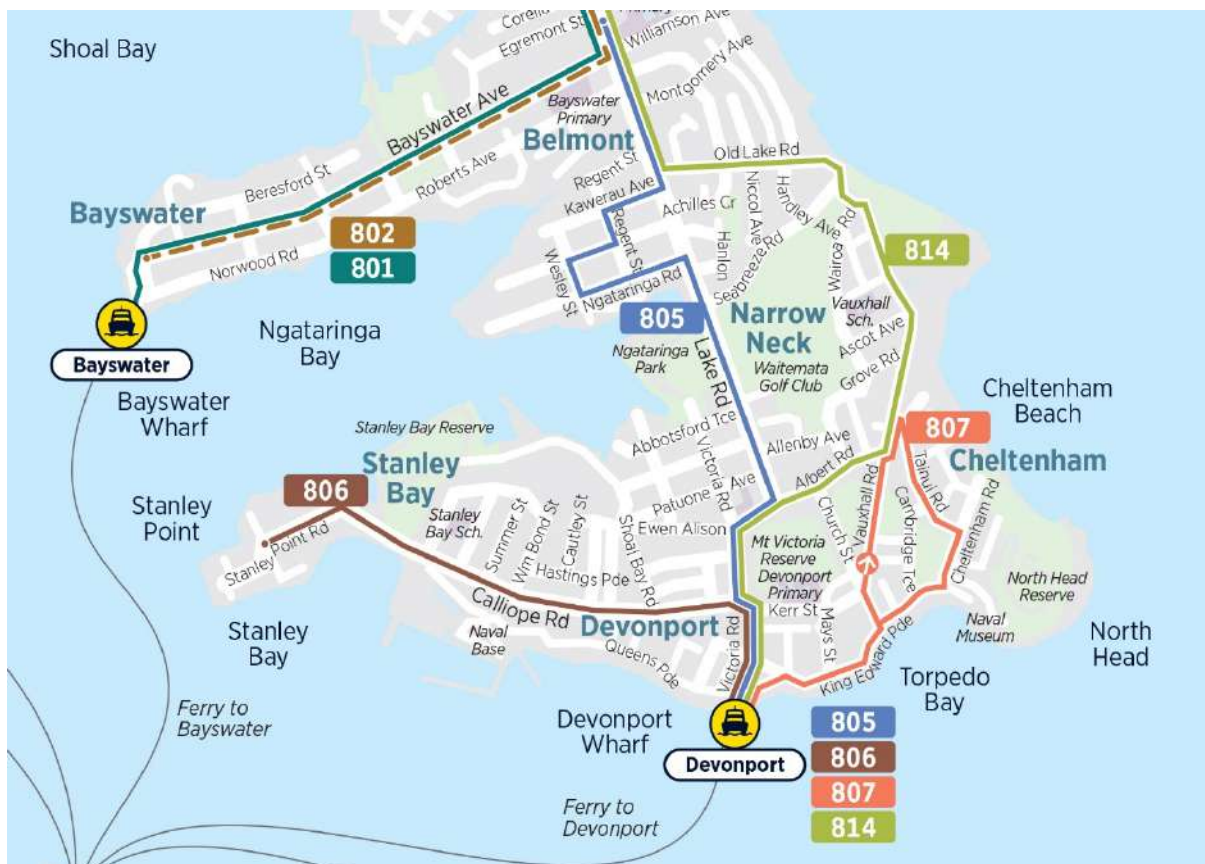 Corella
Egremont St
Primary
Williamson Ave
Montgomery Ave
Shoal Bay
Bayswater Ave
Bayswater
Primary
Belmont
Old Lake Rd
Beresford St
Roberts Ave
Regent St
Kawerau Ave
Achilles Cr
Niccol Ave
Handley Ave
Wairoa Rd
Bayswater
802
801
Norwood Rd
Regent St
Hanlon
Seabreeze Rd
814
Wesley St
Ngataringa Rd
Vauxhall
Sch.
805
Narrow
Neck
Ngataringa
Bay
Ngataringa
Park
Lake Rd
Waitemata
Golf Club
Ascot Ave
Grove Rd
Bayswater
Bayswater
Wharf
Cheltenham
Beach
Stanley Bay Reserve
Abbotsford Tce
Victoria Rd
Allenby Ave
807
Cheltenham
Stanley
Bay
806
Albert Rd
Tainui Rd
Patuone Ave
Stanley
Point
Stanley
Bay Sch.
Summer St
Wm Bond St
Cautley St
Shoal Bay Rd
Ewen Alison
Church St
Vauxhall Rd
Cambridge Tce
Cheltenham Rd
Stanley Point Rd
Hastings Pde
Mt Victoria
Reserve
Devonport
Primary
North Head
Reserve
Calliope Rd
Devonport
Kerr St
Mays St
Naval
Museum
Stanley
Bay
Naval
Base
Queens Pde
Victoria Rd
King Edward Pde
Torpedo
Bay
North
Head
Ferry to
Bayswater
Devonport
Wharf
Devonport
805
806
807
814
Ferry to
Devonport